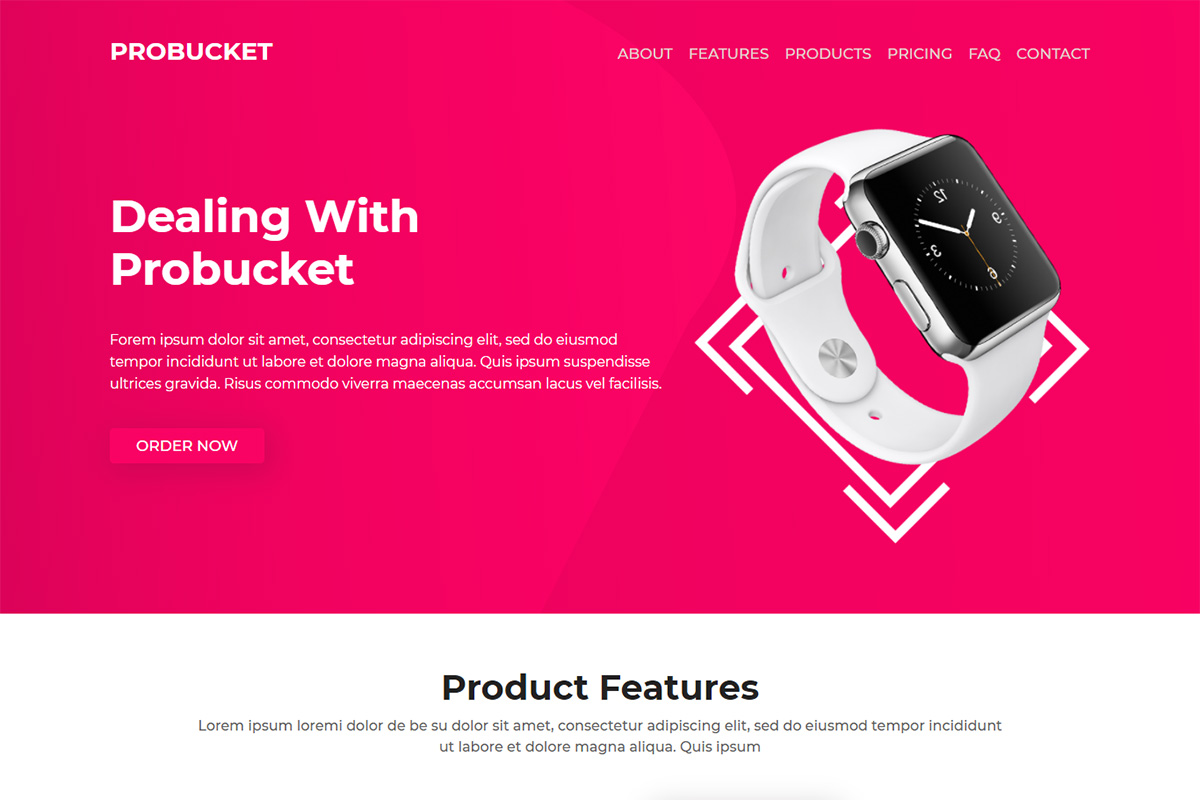 PROBUCKET
ABOUT FEATURES PRODUCTS PRICING FAQ CONTACT
Dealing With
Probucket
Forem ipsum dolor sit amet, consectetur adipiscing elit, sed do eiusmod
tempor incididunt ut labore et dolore magna aliqua. Quis ipsum suspendisse
ultrices gravida. Risus commodo viverra maecenas accumsan lacus vel facilisis.
ORDER NOW
12
9
3
6
Product Features
Lorem ipsum loremi dolor de be su dolor sit amet, consectetur adipiscing elit, sed do eiusmod tempor incididunt
ut labore et dolore magna aliqua. Quis ipsum